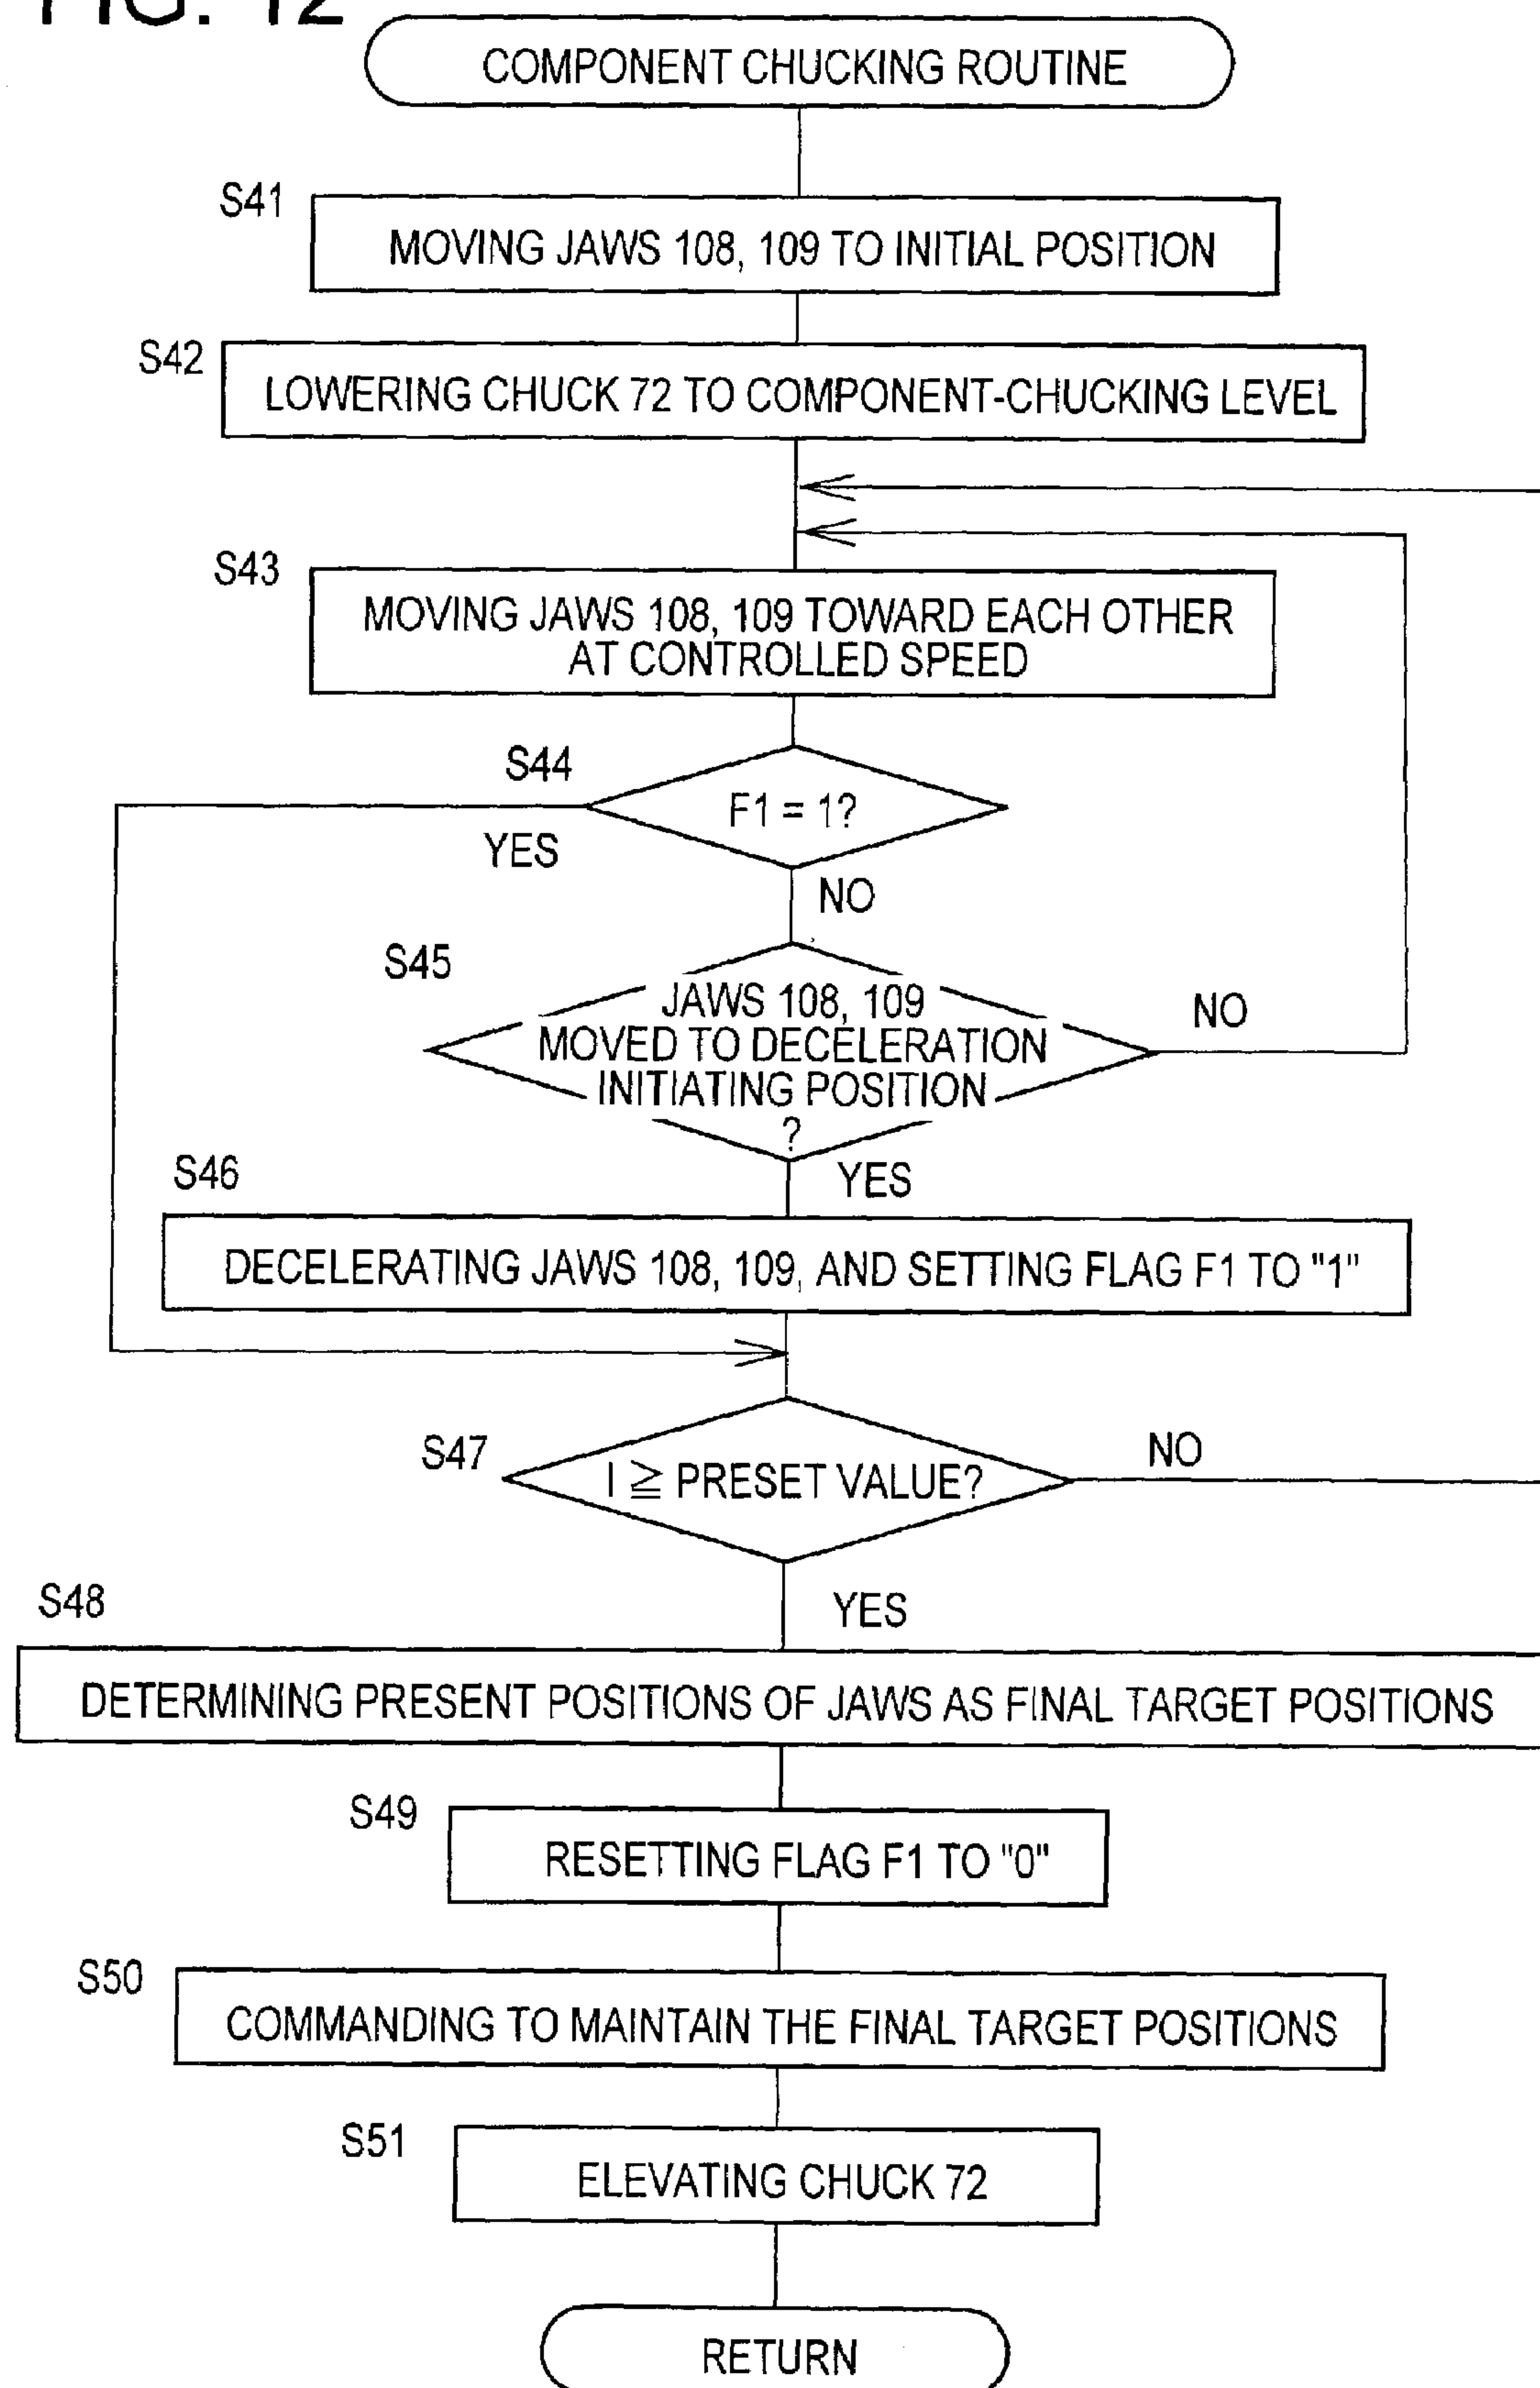 FIG. 12
COMPONENT CHUCKING ROUTINE
S41
MOVING JAWS 108, 109 TO INITIAL POSITION
S42
LOWERING CHUCK 72 TO COMPONENT-CHUCKING LEVEL
S43
MOVING JAWS 108, 109 TOWARD EACH OTHER
AT CONTROLLED SPEED
S44
F1 = 1?
YES
NO
S45
JAWS 108, 109
MOVED TO DECELERATION
INITIATING POSITION
?
NO
YES
S46
DECELERATING JAWS 108, 109, AND SETTING FLAG F1 TO "1"
S47
I ≧ PRESET VALUE?
NO
YES
S48
DETERMINING PRESENT POSITIONS OF JAWS AS FINAL TARGET POSITIONS
S49
RESETTING FLAG F1 TO "0"
S50
COMMANDING TO MAINTAIN THE FINAL TARGET POSITIONS
S51
ELEVATING CHUCK 72
RETURN